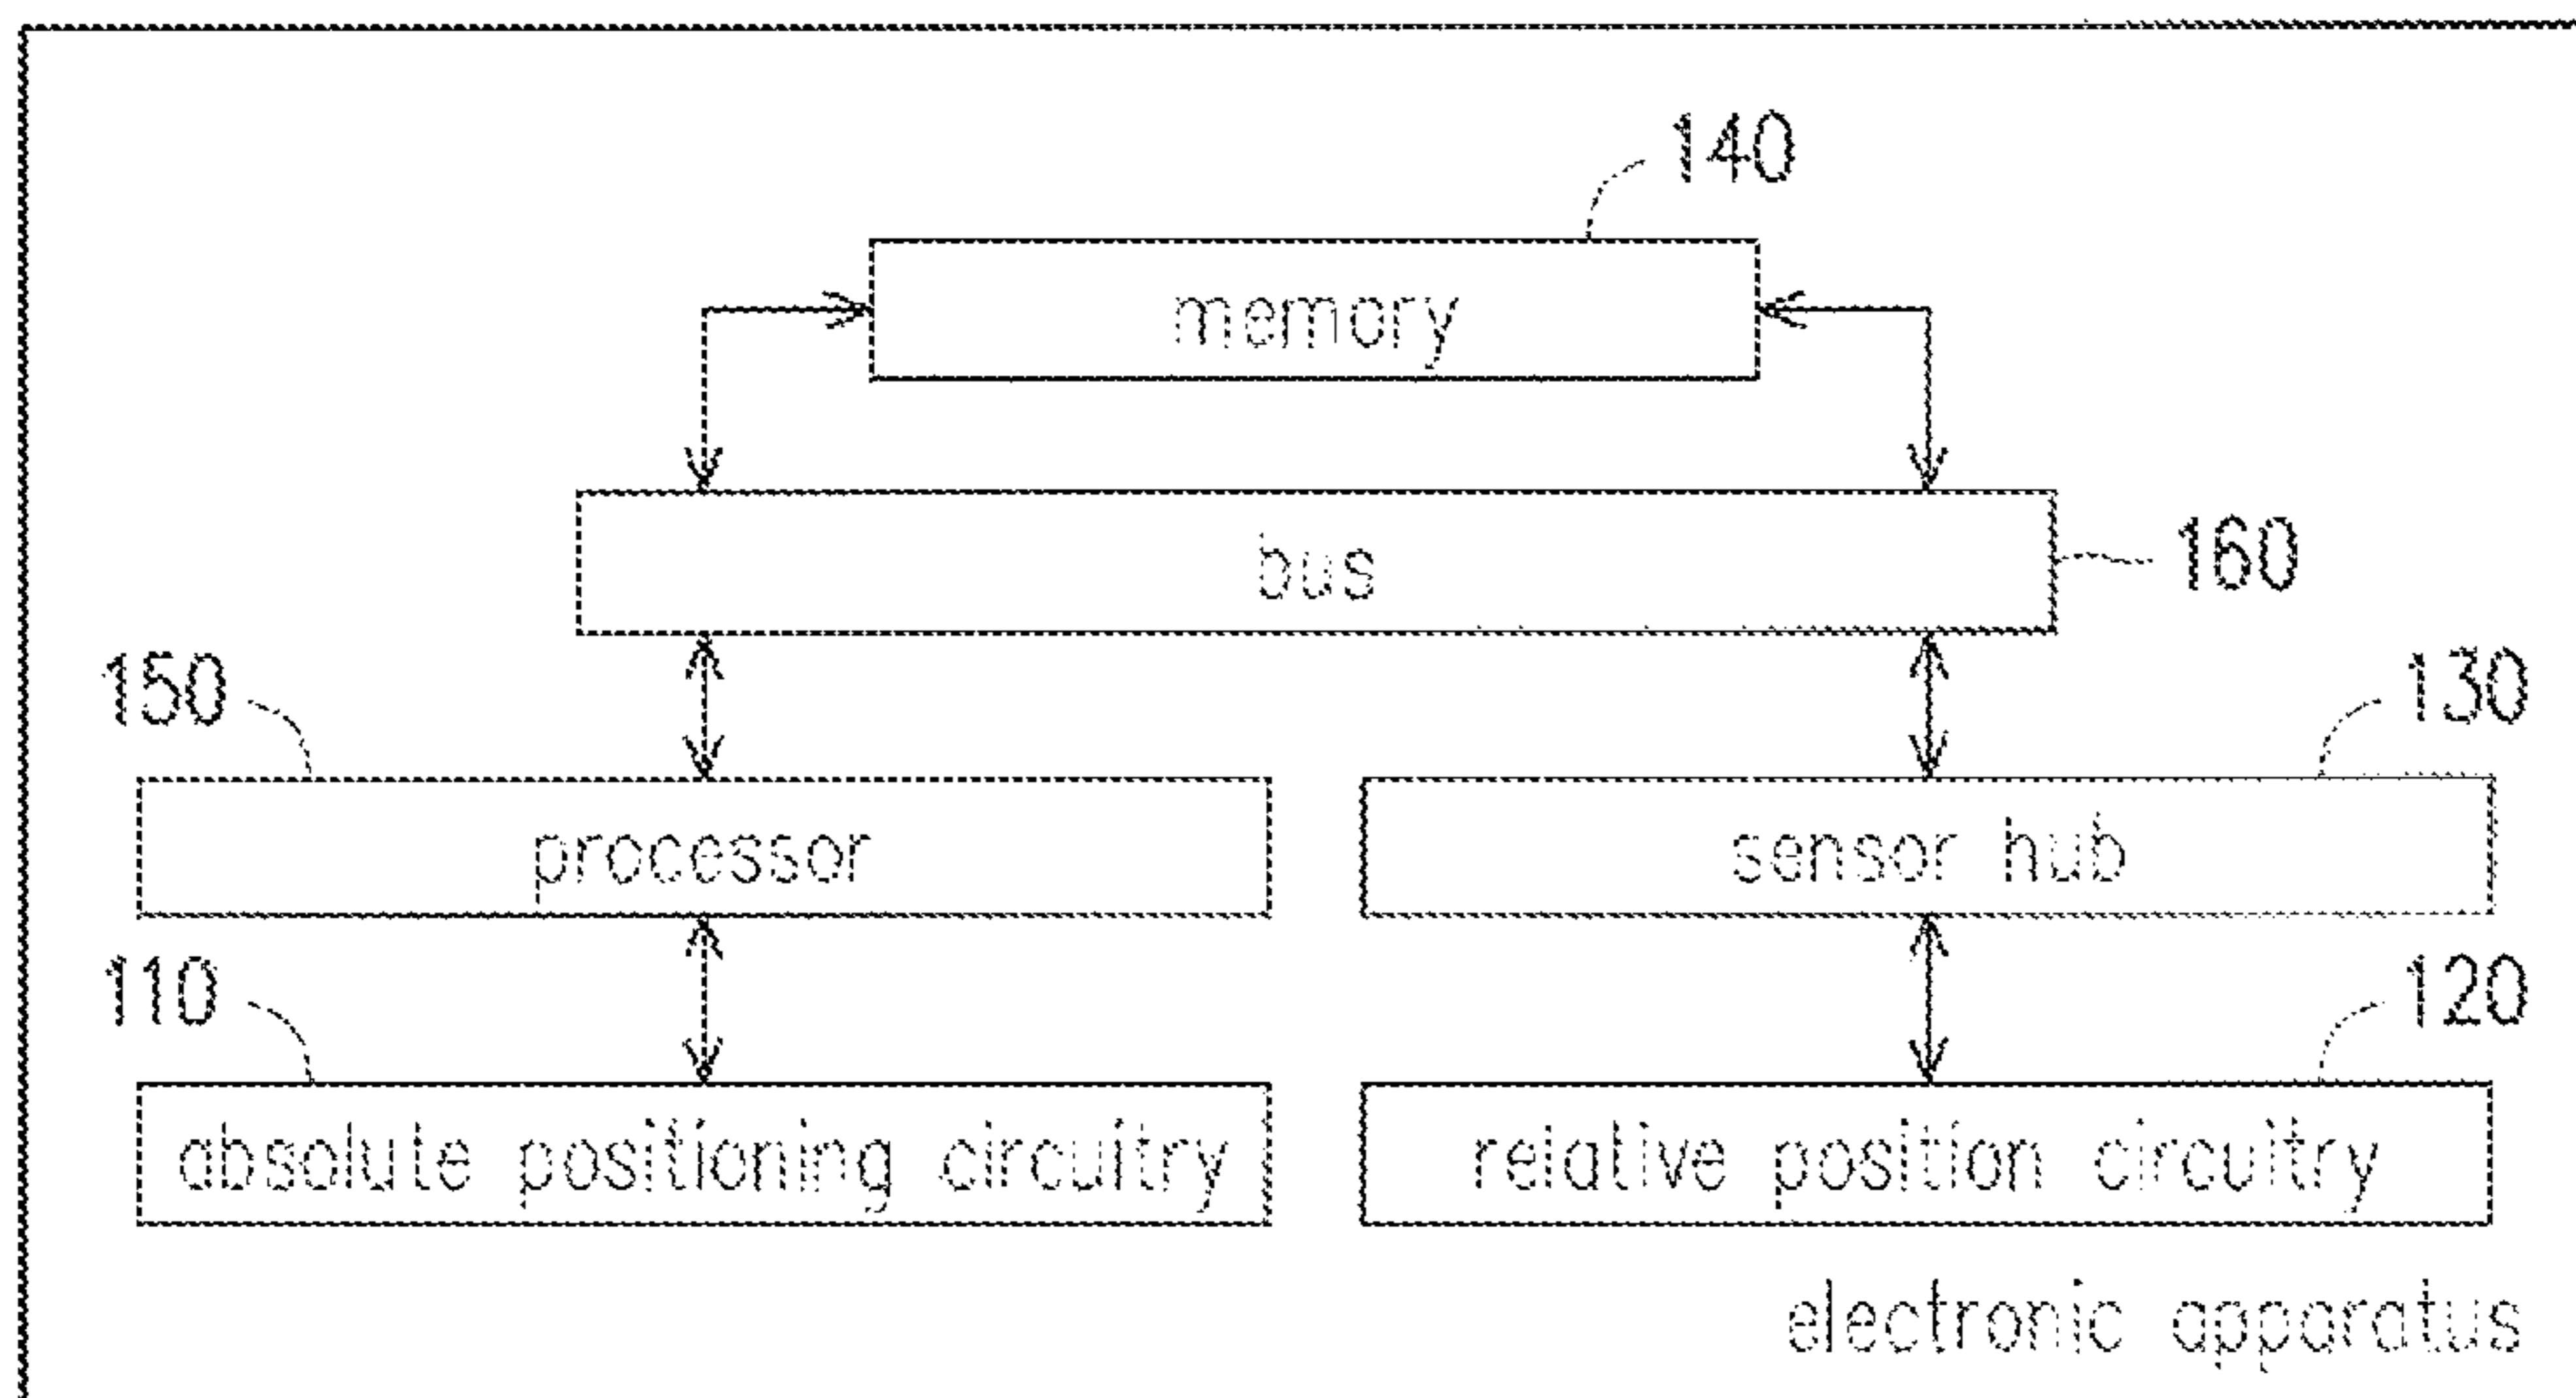 140
memory
bus
160
150
130
processor
sensor hub
110
120
absolute positioning circuitry
relative position circuitry
electronic apparatus